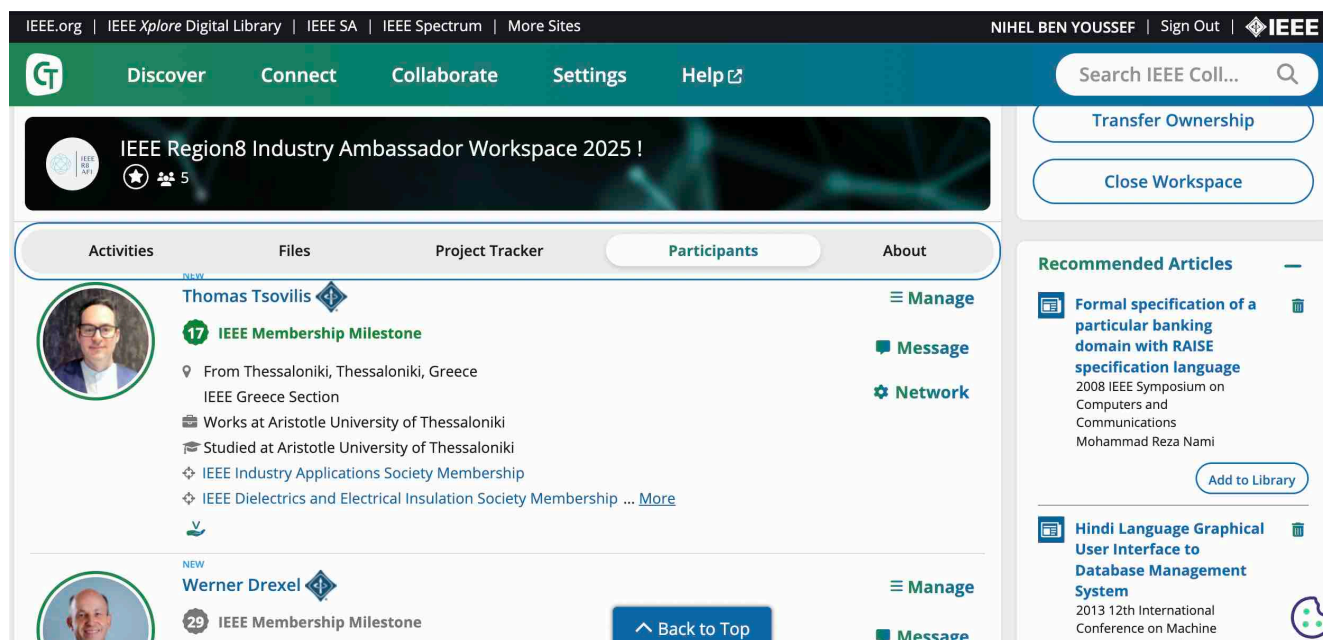 IEEE.org | IEEE Xplore Digital Library | IEEE SA | IEEE Spectrum | More Sites
NIHEL BEN YOUSSEF | Sign Out | IEEE
GT Discover Connect Collaborate Settings Help
Search IEEE Coll...
IEEE R8 AFI
IEEE Region8 Industry Ambassador Workspace 2025 !
5
Activities Files Project Tracker Participants About
NEW
Thomas Tsovilis
17 IEEE Membership Milestone
From Thessaloniki, Thessaloniki, Greece
IEEE Greece Section
Works at Aristotle University of Thessaloniki
Studied at Aristotle University of Thessaloniki
IEEE Industry Applications Society Membership
IEEE Dielectrics and Electrical Insulation Society Membership ... More
V
Manage
Message
Network
NEW
Werner Drexel
29 IEEE Membership Milestone
Manage
Message
Back to Top
Transfer Ownership
Close Workspace
Recommended Articles
Formal specification of a
particular banking
domain with RAISE
specification language
2008 IEEE Symposium on
Computers and
Communications
Mohammad Reza Nami
Add to Library
Hindi Language Graphical
User Interface to
Database Management
System
2013 12th International
Conference on Machine